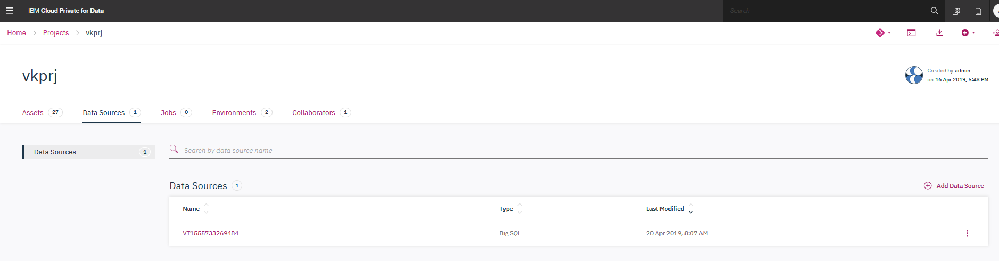 IBM Cloud Private for Data
Search
Home > Projects > vkprj
vkprj
Created by admin
on 16 Apr 2019, 5:48 PM
Assets 27 Data Sources 1 Jobs 0 Environments 2 Collaborators 1
Data Sources 1
Search by data source name
Data Sources 1
Add Data Source
Name Type Last Modified
VT1555733269484 Big SQL 20 Apr 2019, 8:07 AM